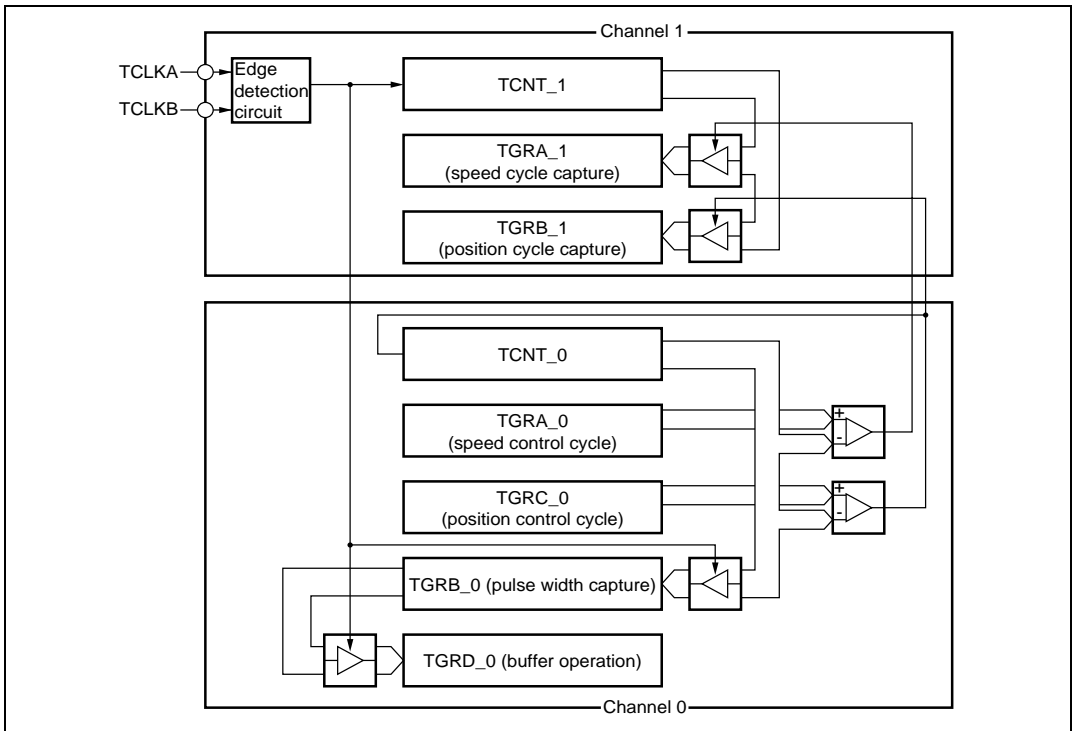 Channel 1
TCLKA
TCLKB
Edge
detection
circuit
TCNT_1
TGRA_1
(speed cycle capture)
TGRB_1
(position cycle capture)
TCNT_0
TGRA_0
(speed control cycle)
+
-
TGRC_0
(position control cycle)
+
-
TGRB_0 (pulse width capture)
TGRD_0 (buffer operation)
Channel 0